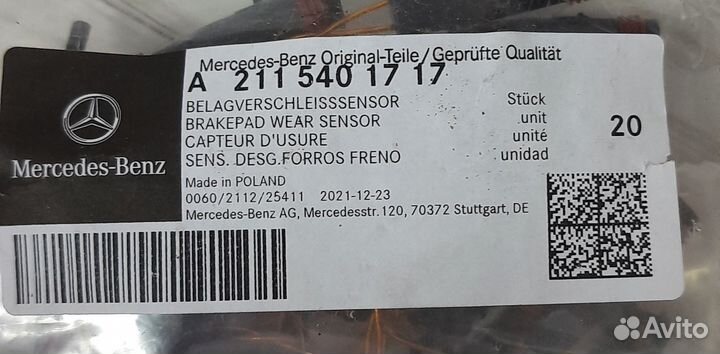 Mercedes-Benz Original-Teile/Geprüfte Qualität
A 211 540 17 17
BELAGVERSCHLEISSSENSOR Stück
BRAKEPAD WEAR SENSOR unit
CAPTEUR D'USURE unité
SENS. DESG.FORROS FRENO unidad
20
Mercedes-Benz
Made in POLAND
0060/2112/25411 2021-12-23
Mercedes-Benz AG, Mercedesstr.120, 70372 Stuttgart, DE
Avito